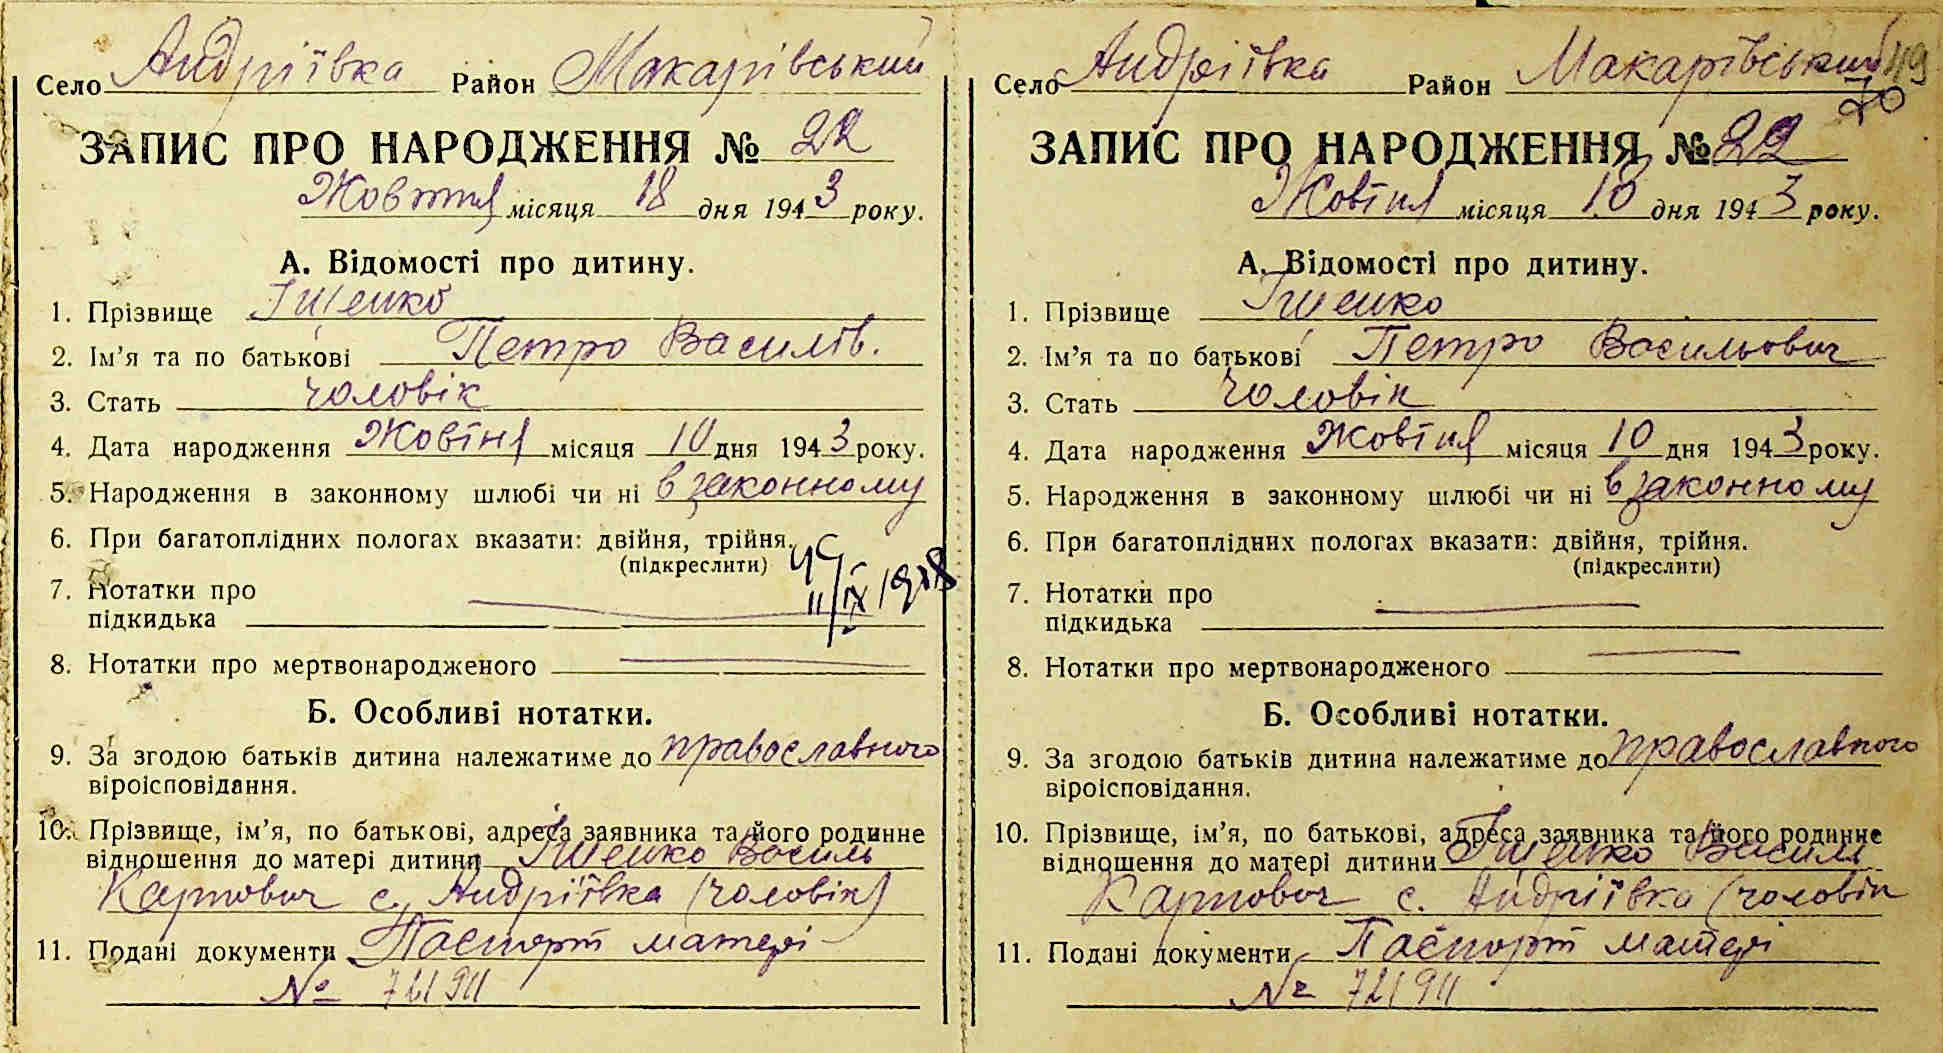 Село Андріївка Район Макарівський
ЗАПИС ПРО НАРОДЖЕННЯ № 22
Жовтня місяця 18 дня 1943 року.
А. Відомості про дитину.
1. Прізвище Іщенко
2. Ім'я та по батькові Петро Василів.
3. Стать чоловік
4. Дата народження Жовтня місяця 10 дня 1943 року.
5. Народження в законному шлюбі чи ні в законному
6. При багатоплідних пологах вказати: двійня, трійня.
(підкреслити)
11/IX 1948
7. Нотатки про
підкидька
8. Нотатки про мертвонародженого
Б. Особливі нотатки.
9. За згодою батьків дитина належатиме до православного
віроісповідання.
10. Прізвище, ім'я, по батькові, адреса заявника та його родинне
відношення до матері дитини Іщенко Василь
Карпович с. Андріївка (чоловік)
11. Подані документи Паспорт матері
№ 721911
Село Андріївка Район Макарівський 49
70
ЗАПИС ПРО НАРОДЖЕННЯ № 22
Жовтня місяця 18 дня 1943 року.
А. Відомості про дитину.
1. Прізвище Іщенко
2. Ім'я та по батькові Петро Васильович
3. Стать чоловік
4. Дата народження Жовтня місяця 10 дня 1943 року.
5. Народження в законному шлюбі чи ні в законному
6. При багатоплідних пологах вказати: двійня, трійня.
(підкреслити)
7. Нотатки про
підкидька
8. Нотатки про мертвонародженого
Б. Особливі нотатки.
9. За згодою батьків дитина належатиме до православного
віроісповідання.
10. Прізвище, ім'я, по батькові, адреса заявника та його родинне
відношення до матері дитини Іщенко Василь
Карпович с. Андріївка (чоловік
11. Подані документи Паспорт матері
№ 721911